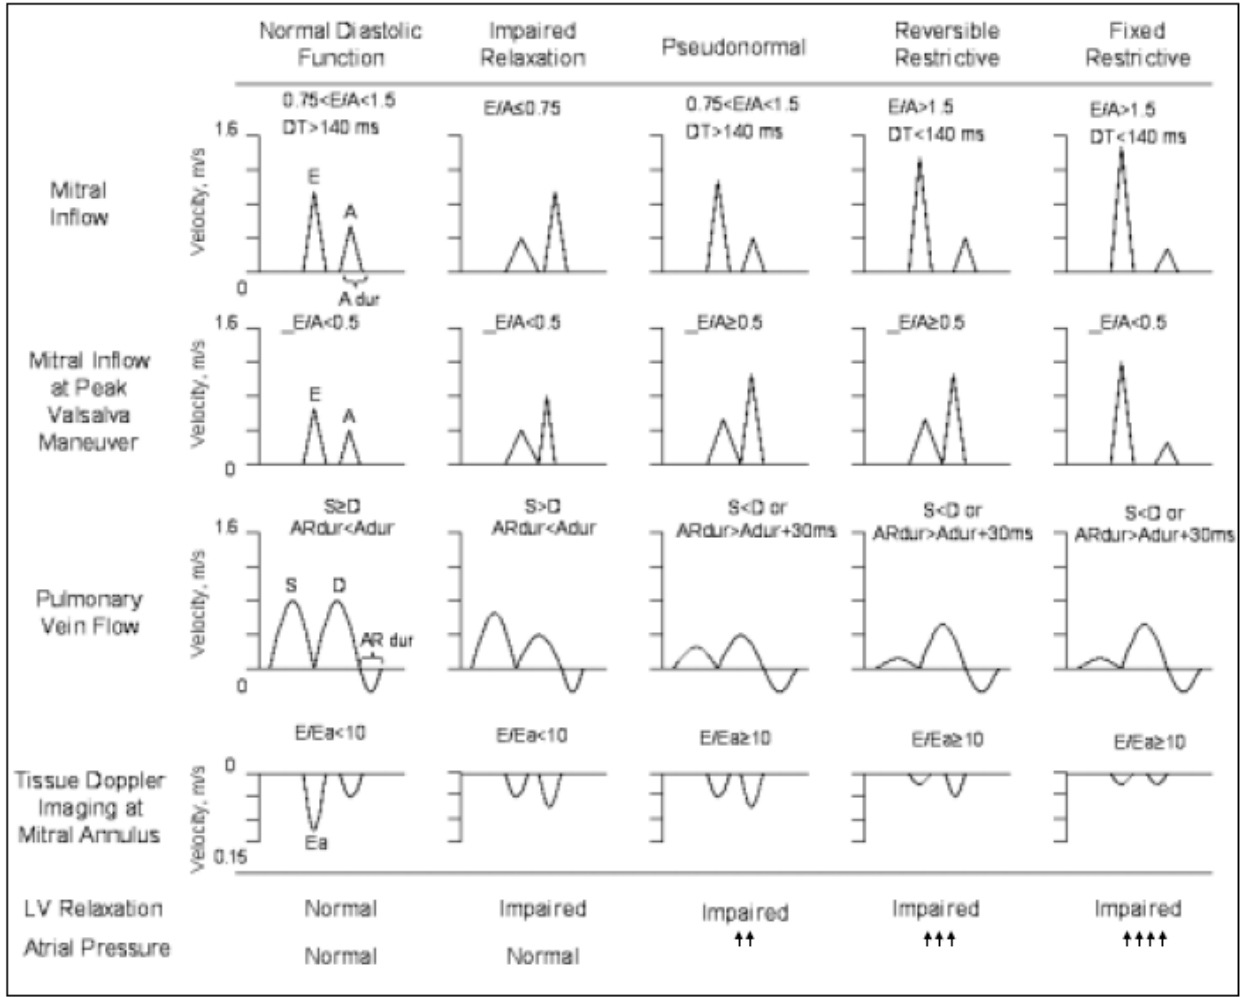 Normal Diastolic
Function
Impaired
Relaxation
Pseudonormal
Reversible
Restrictive
Fixed
Restrictive
Mitral
Inflow
Velocity, m/s
1.6
0
0.75<E/A<1.5
DT>140 ms
E
A
A dur
E/A≤0.75
0.75<E/A<1.5
DT>140 ms
E/A>1.5
DT<140 ms
E/A>1.5
DT<140 ms
Mitral Inflow
at Peak
Valsalva
Maneuver
Velocity, m/s
1.6
0
_E/A<0.5
E
A
_E/A<0.5
_E/A≥0.5
_E/A≥0.5
_E/A<0.5
Pulmonary
Vein Flow
Velocity, m/s
1.6
0
S≥D
ARdur<Adur
S
D
AR dur
S>D
ARdur<Adur
S<D or
ARdur>Adur+30ms
S<D or
ARdur>Adur+30ms
S<D or
ARdur>Adur+30ms
Tissue Doppler
Imaging at
Mitral Annulus
Velocity, m/s
0
0.15
E/Ea<10
Ea
E/Ea<10
E/Ea≥10
E/Ea≥10
E/Ea≥10
LV Relaxation
Normal
Impaired
Impaired
Impaired
Impaired
Atrial Pressure
Normal
Normal
↑↑
↑↑↑
↑↑↑↑